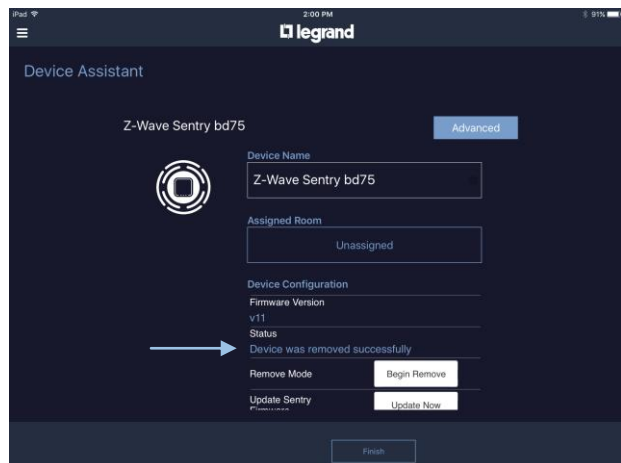 iPad
2:00 PM
91%
legrand
Device Assistant
Z-Wave Sentry bd75
Advanced
Device Name
Z-Wave Sentry bd75
Assigned Room
Unassigned
Device Configuration
Firmware Version
v11
Status
Device was removed successfully
Remove Mode
Begin Remove
Update Sentry
Firmware
Update Now
Finish